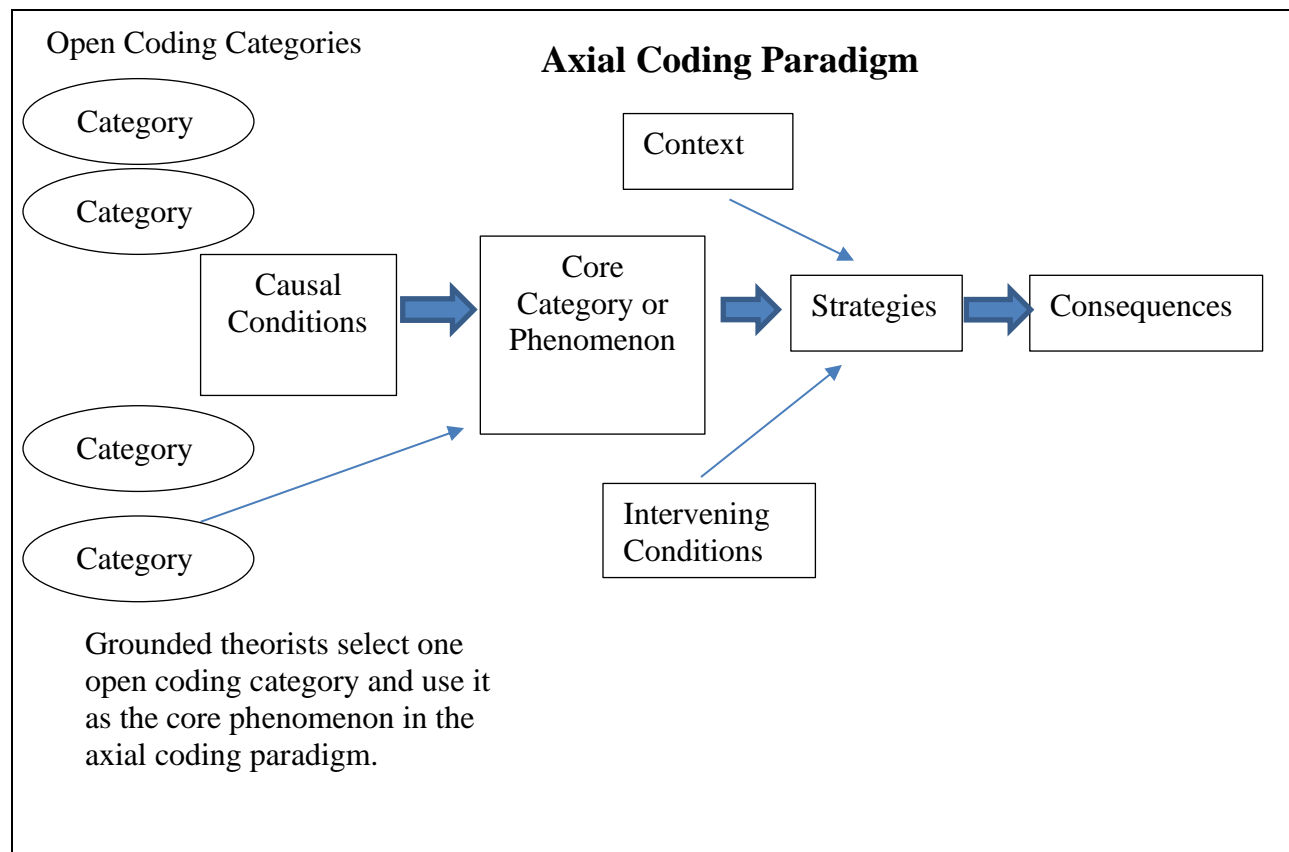 Open Coding Categories
Axial Coding Paradigm
Category
Category
Category
Category
Causal
Conditions
Core
Category or
Phenomenon
Context
Strategies
Consequences
Intervening
Conditions
Grounded theorists select one
open coding category and use it
as the core phenomenon in the
axial coding paradigm.